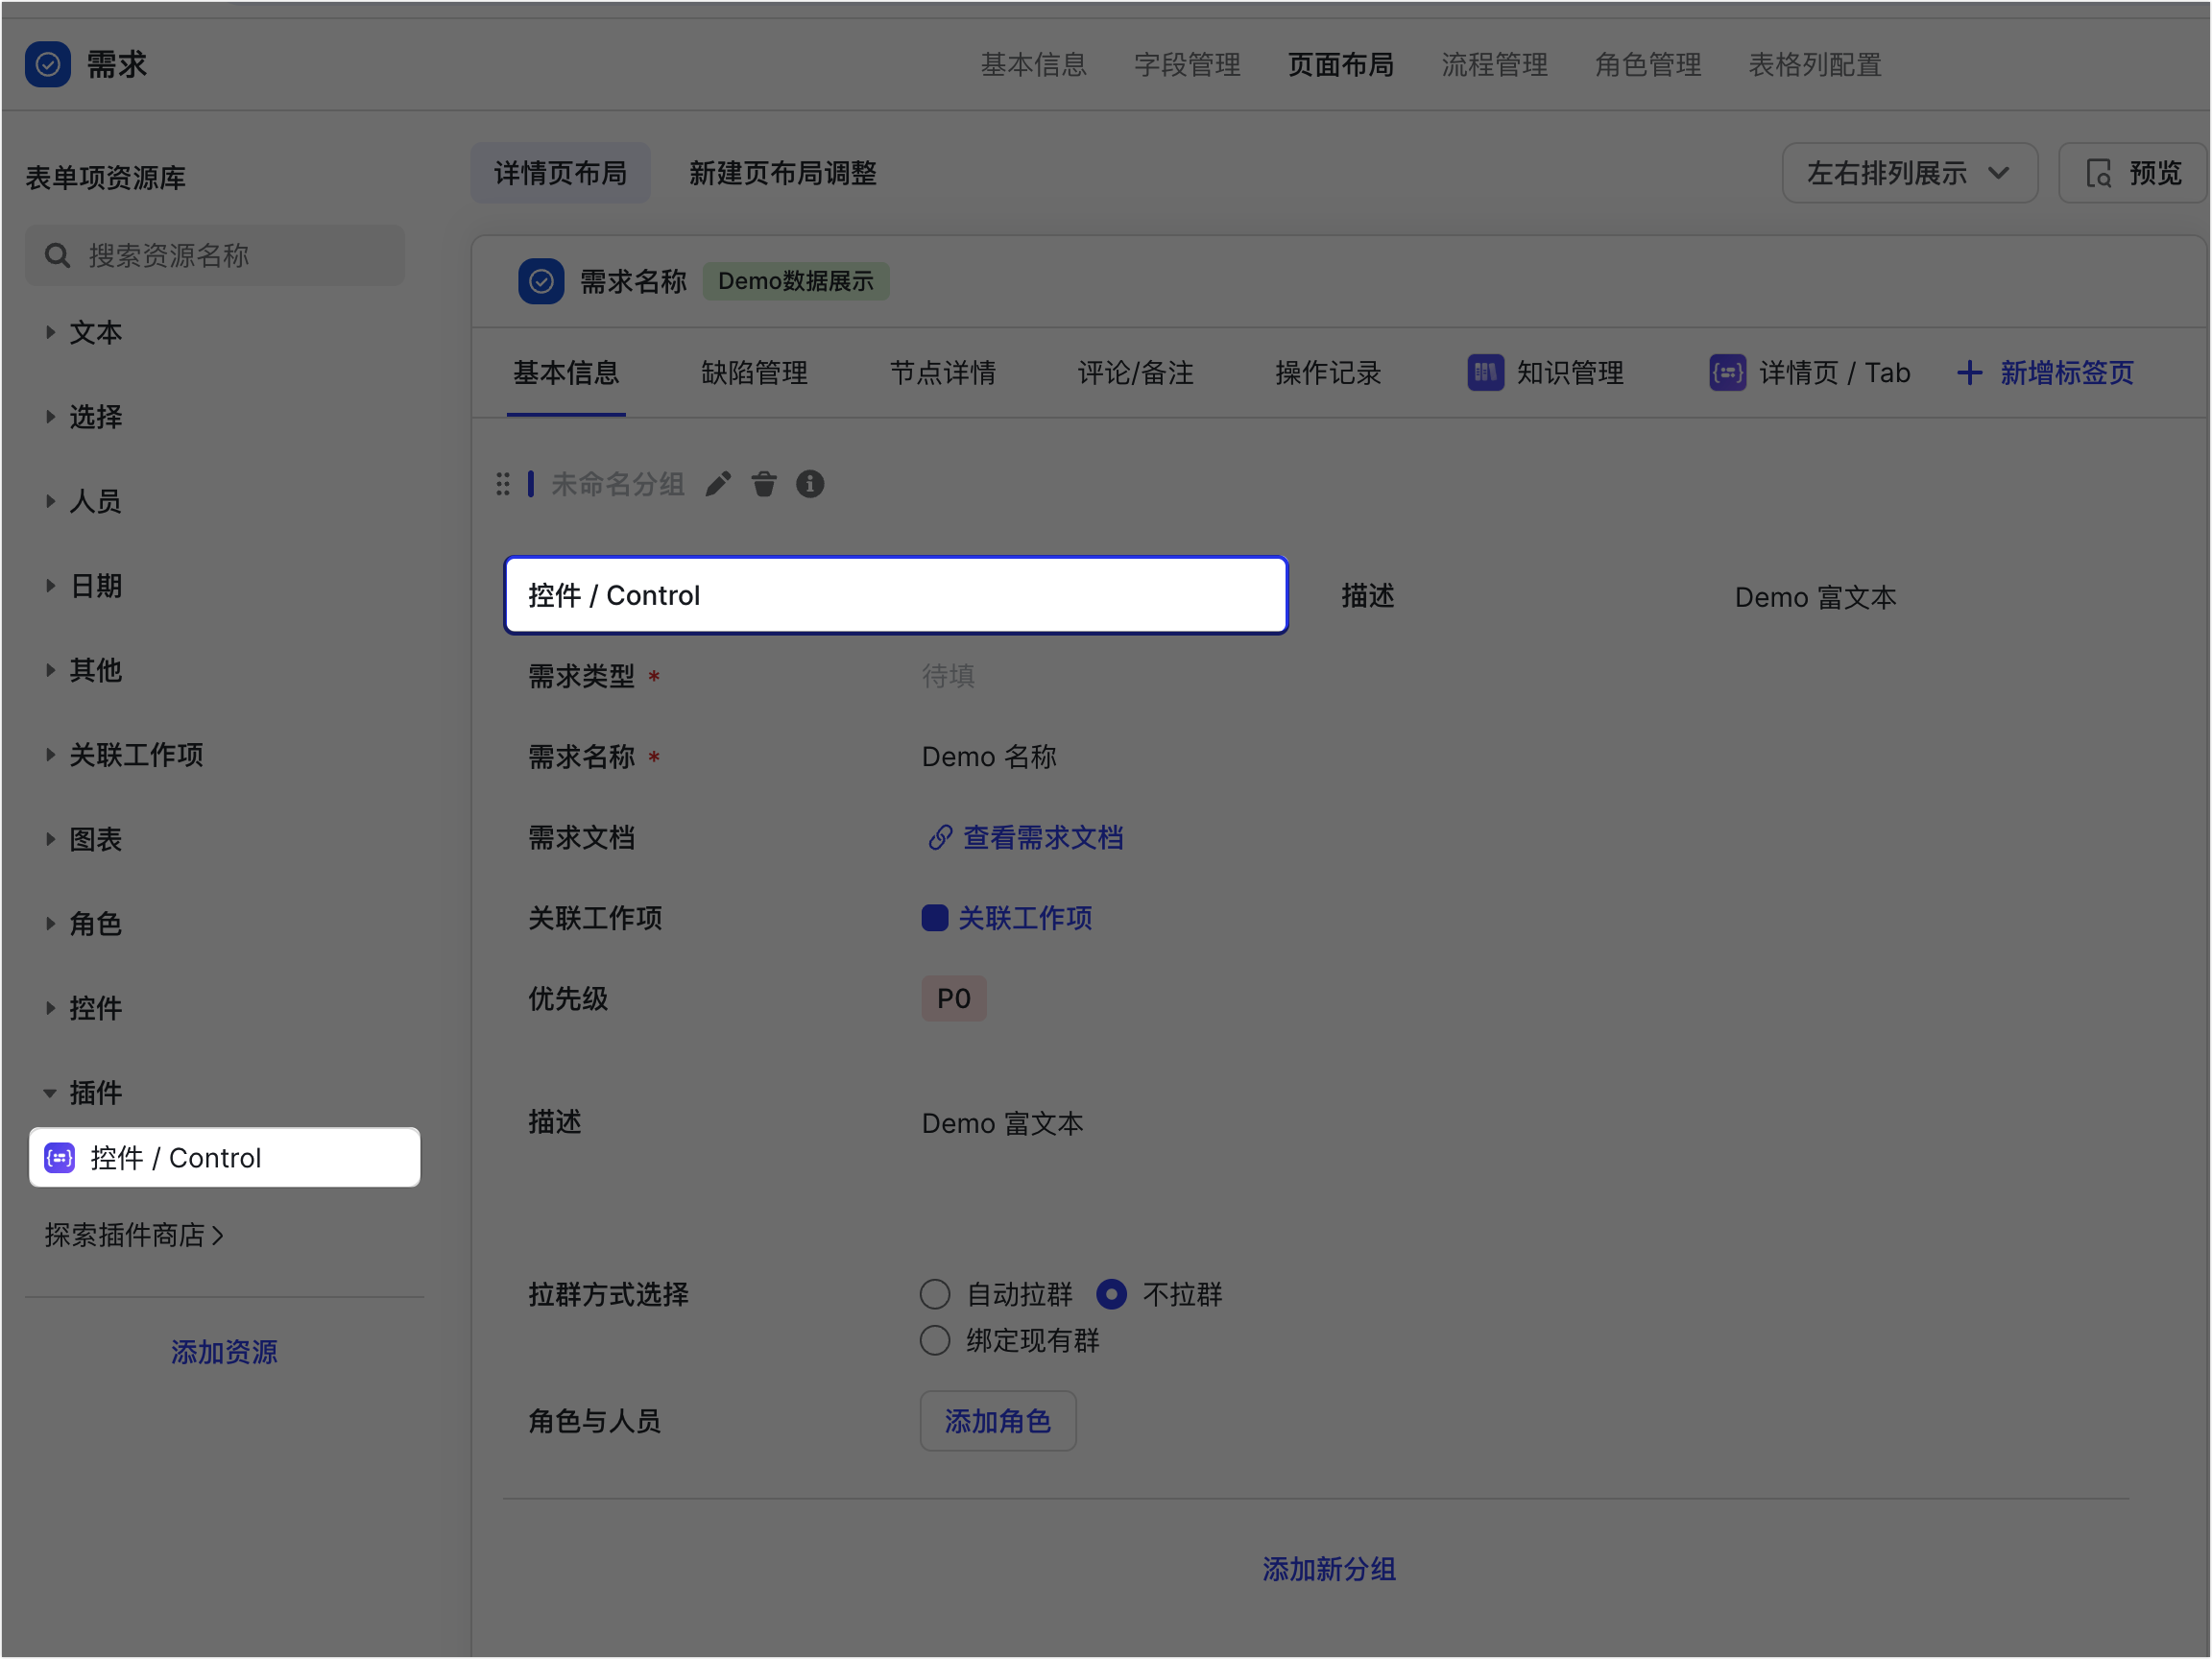 需求
基本信息 字段管理 页面布局 流程管理 角色管理 表格列配置
表单项资源库
搜索资源名称
文本
选择
人员
日期
其他
关联工作项
图表
角色
控件
插件
控件 / Control
探索插件商店
添加资源
详情页布局 新建页布局调整 左右排列展示 预览
需求名称 Demo数据展示
基本信息 缺陷管理 节点详情 评论/备注 操作记录 知识管理 详情页 / Tab 新增标签页
未命名分组
控件 / Control 描述 Demo 富文本
需求类型 * 待填
需求名称 * Demo 名称
需求文档 查看需求文档
关联工作项 关联工作项
优先级 P0
描述 Demo 富文本
拉群方式选择 自动拉群 不拉群
绑定现有群
角色与人员 添加角色
添加新分组